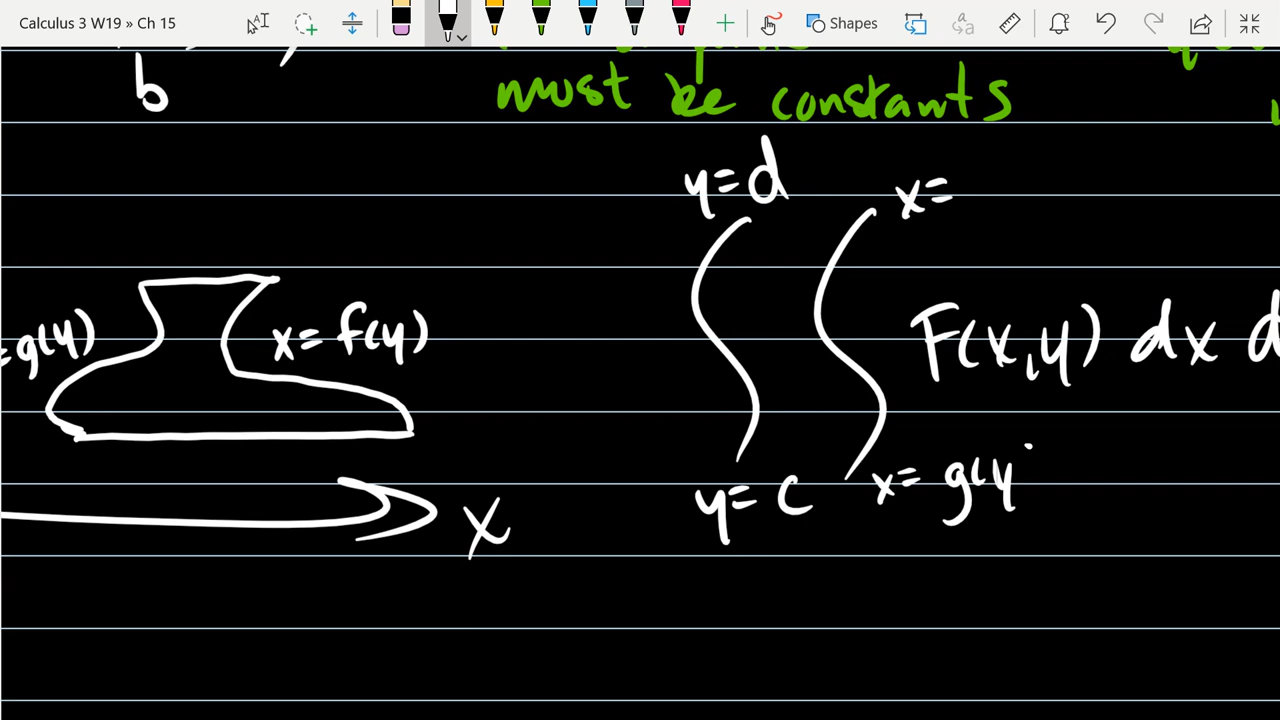 Calculus 3 W19 » Ch 15
Shapes
b
must be constants
y=d
x=
=g(y)
x= f(y)
F(x,y) dx d
y= c
x= g(y
x